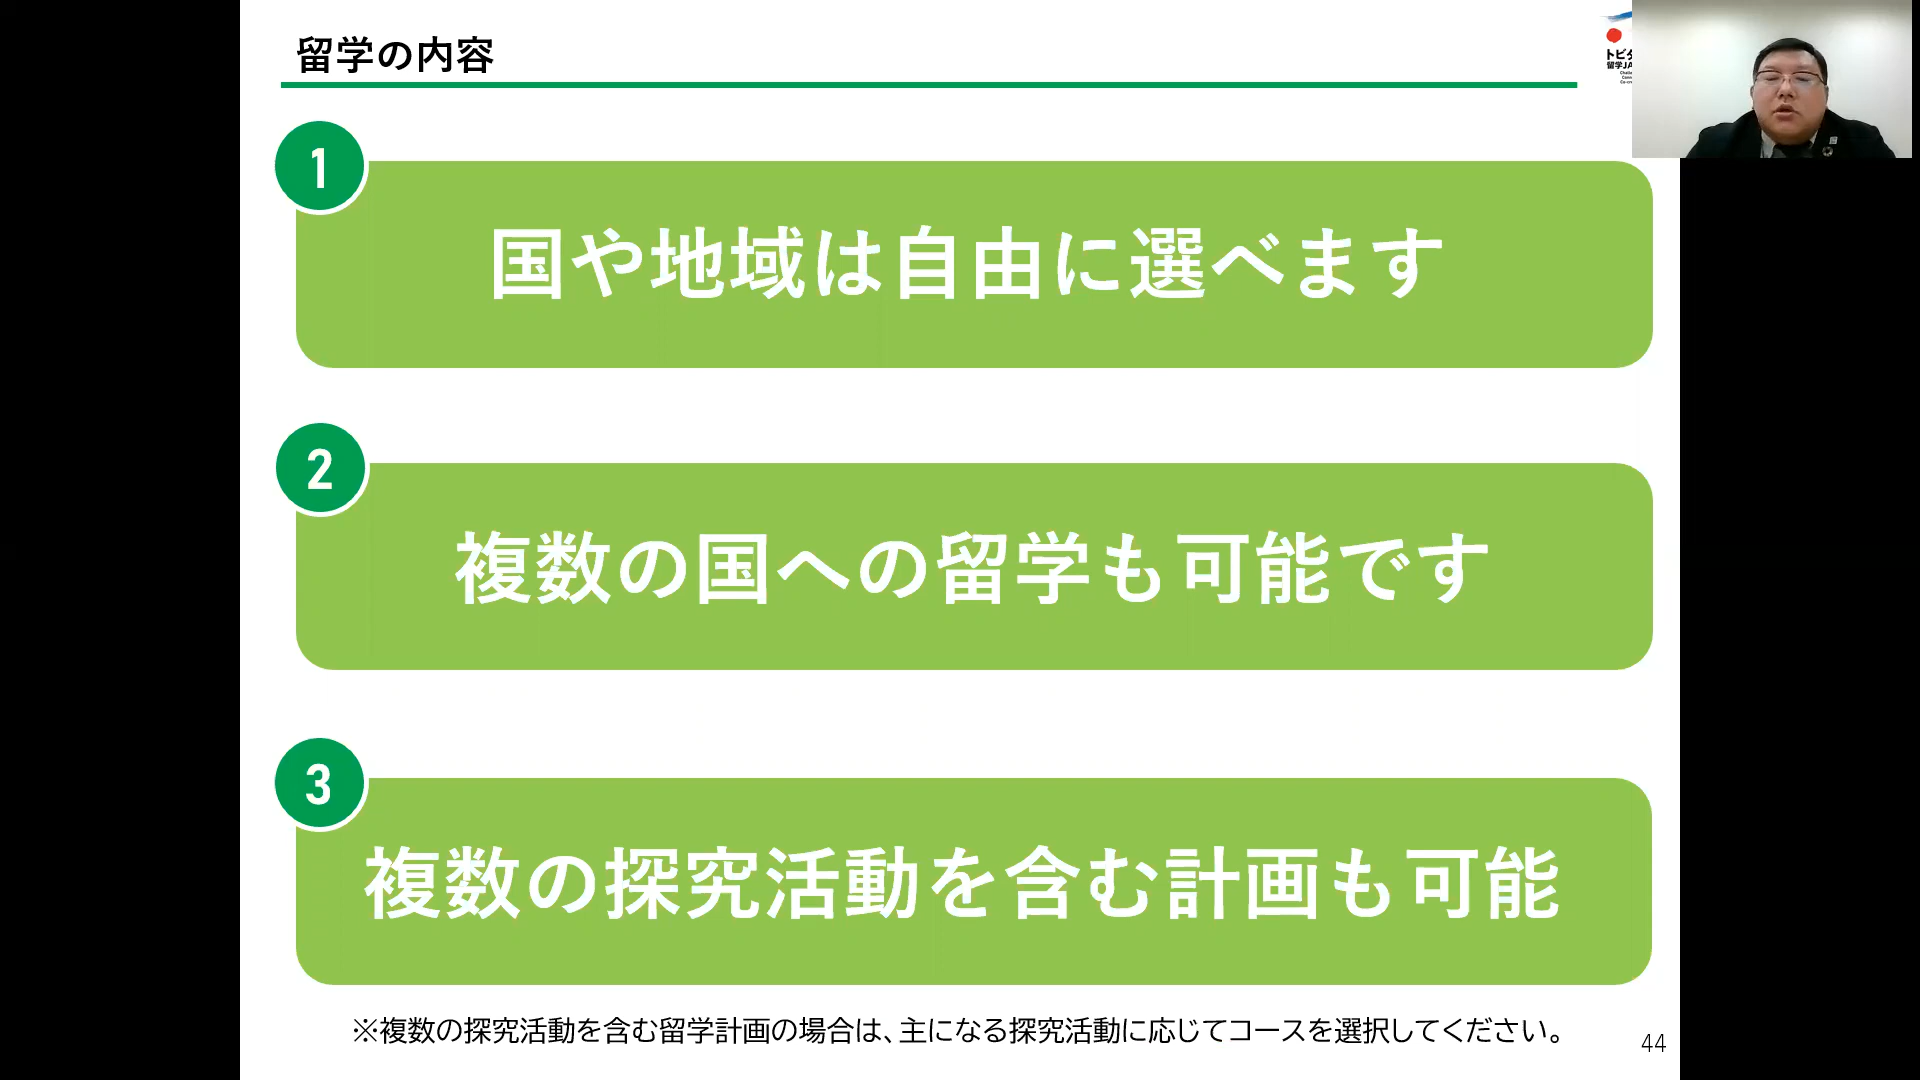 留学の内容
1
国や地域は自由に選べます
2
複数の国への留学も可能です
3
複数の探究活動を含む計画も可能
※複数の探究活動を含む留学計画の場合は、主になる探究活動に応じてコースを選択してください。
44